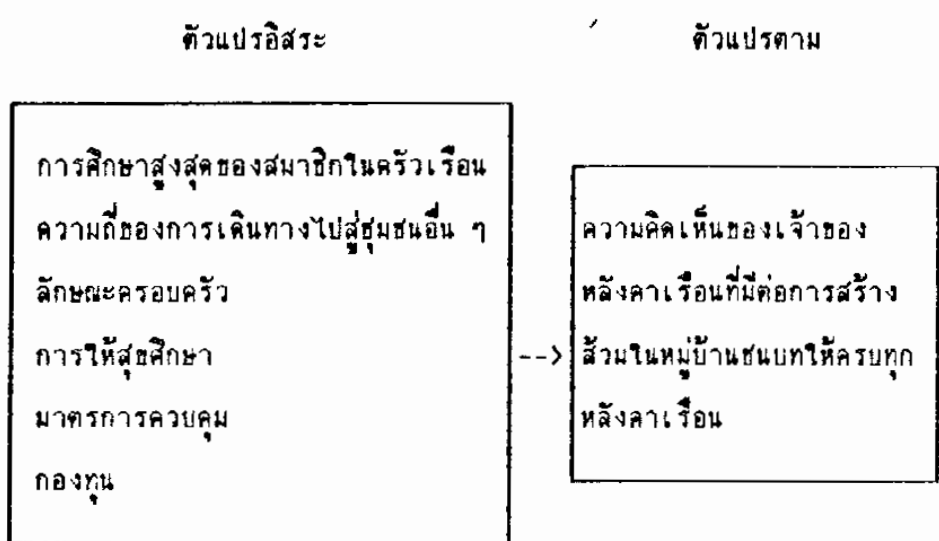 ตัวแปรอิสระ
ตัวแปรตาม
การศึกษาสูงสุดของสมาชิกในครัวเรือน
ความถี่ของการเดินทางไปสู่ชุมชนอื่น ๆ
ลักษณะครอบครัว
การให้สุขศึกษา
มาตรการควบคุม
กองทุน
-->
ความคิดเห็นของเจ้าของ
หลังคาเรือนที่มีต่อการสร้าง
ส้วมในหมู่บ้านชนบทให้ครบทุก
หลังคาเรือน